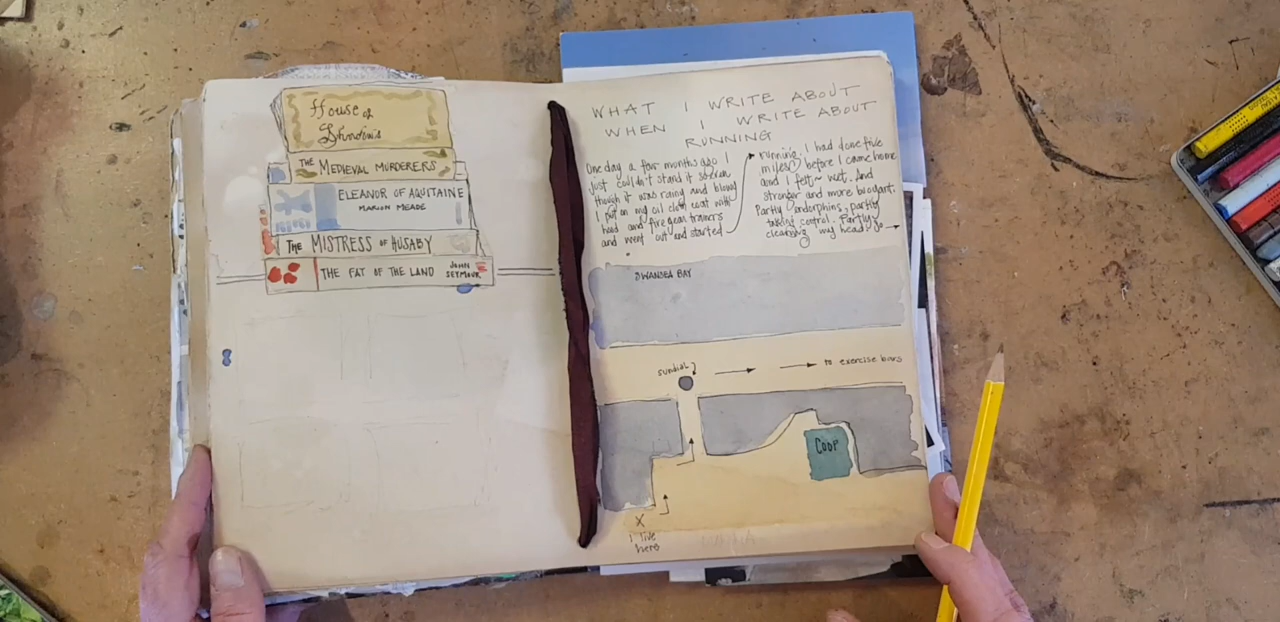 House of
Shadows
THE MEDIEVAL MURDERERS
ELEANOR OF AQUITAINE
MARION MEADE
THE MISTRESS OF HUSABY
THE FAT OF THE LAND JOHN
SEYMOUR
WHAT I WRITE ABOUT
WHEN I WRITE ABOUT
RUNNING
One day a few months ago I
just couldn't stand it so even
though it was rainy and blowy
I put on my oil cloth coat with
hood and five gear trainers
and went out and started
running. I had done five
miles before I came home
and I felt ~ wet. And
stronger and more buoyant.
Partly endorphins, partly
taking control. Partly
clearing my head. So
SWANSEA BAY
sundial
to exercise bars
COOP
X
I live
here